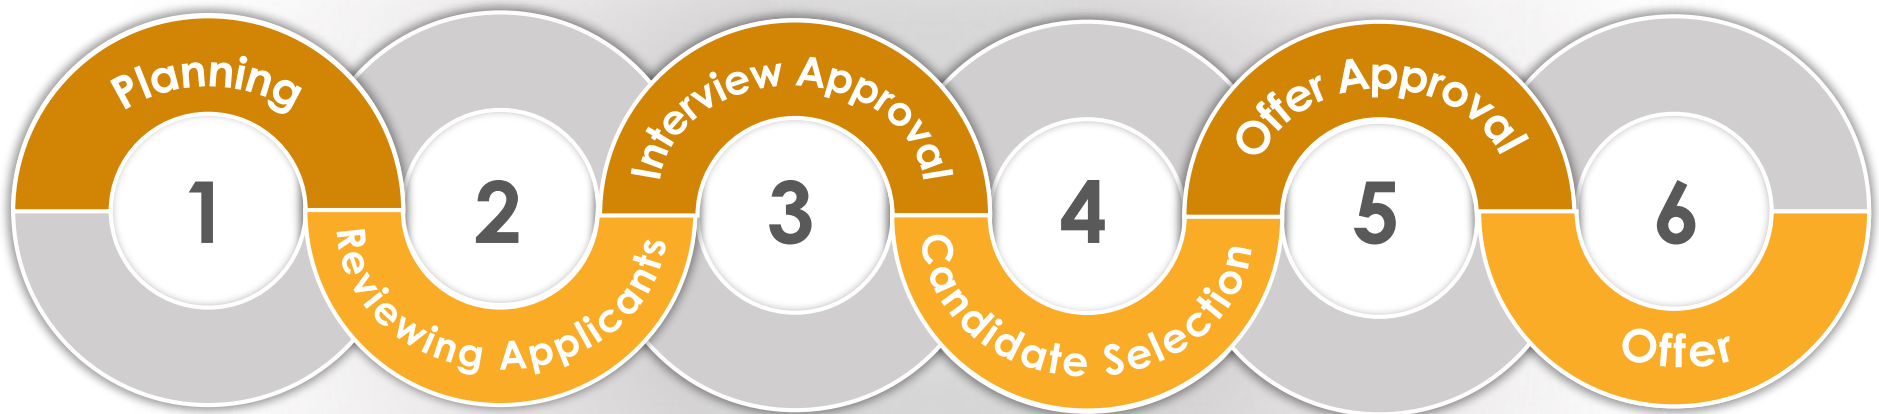 Planning
1
Reviewing Applicants
2
Interview Approval
3
Candidate Selection
4
Offer Approval
5
Offer
6